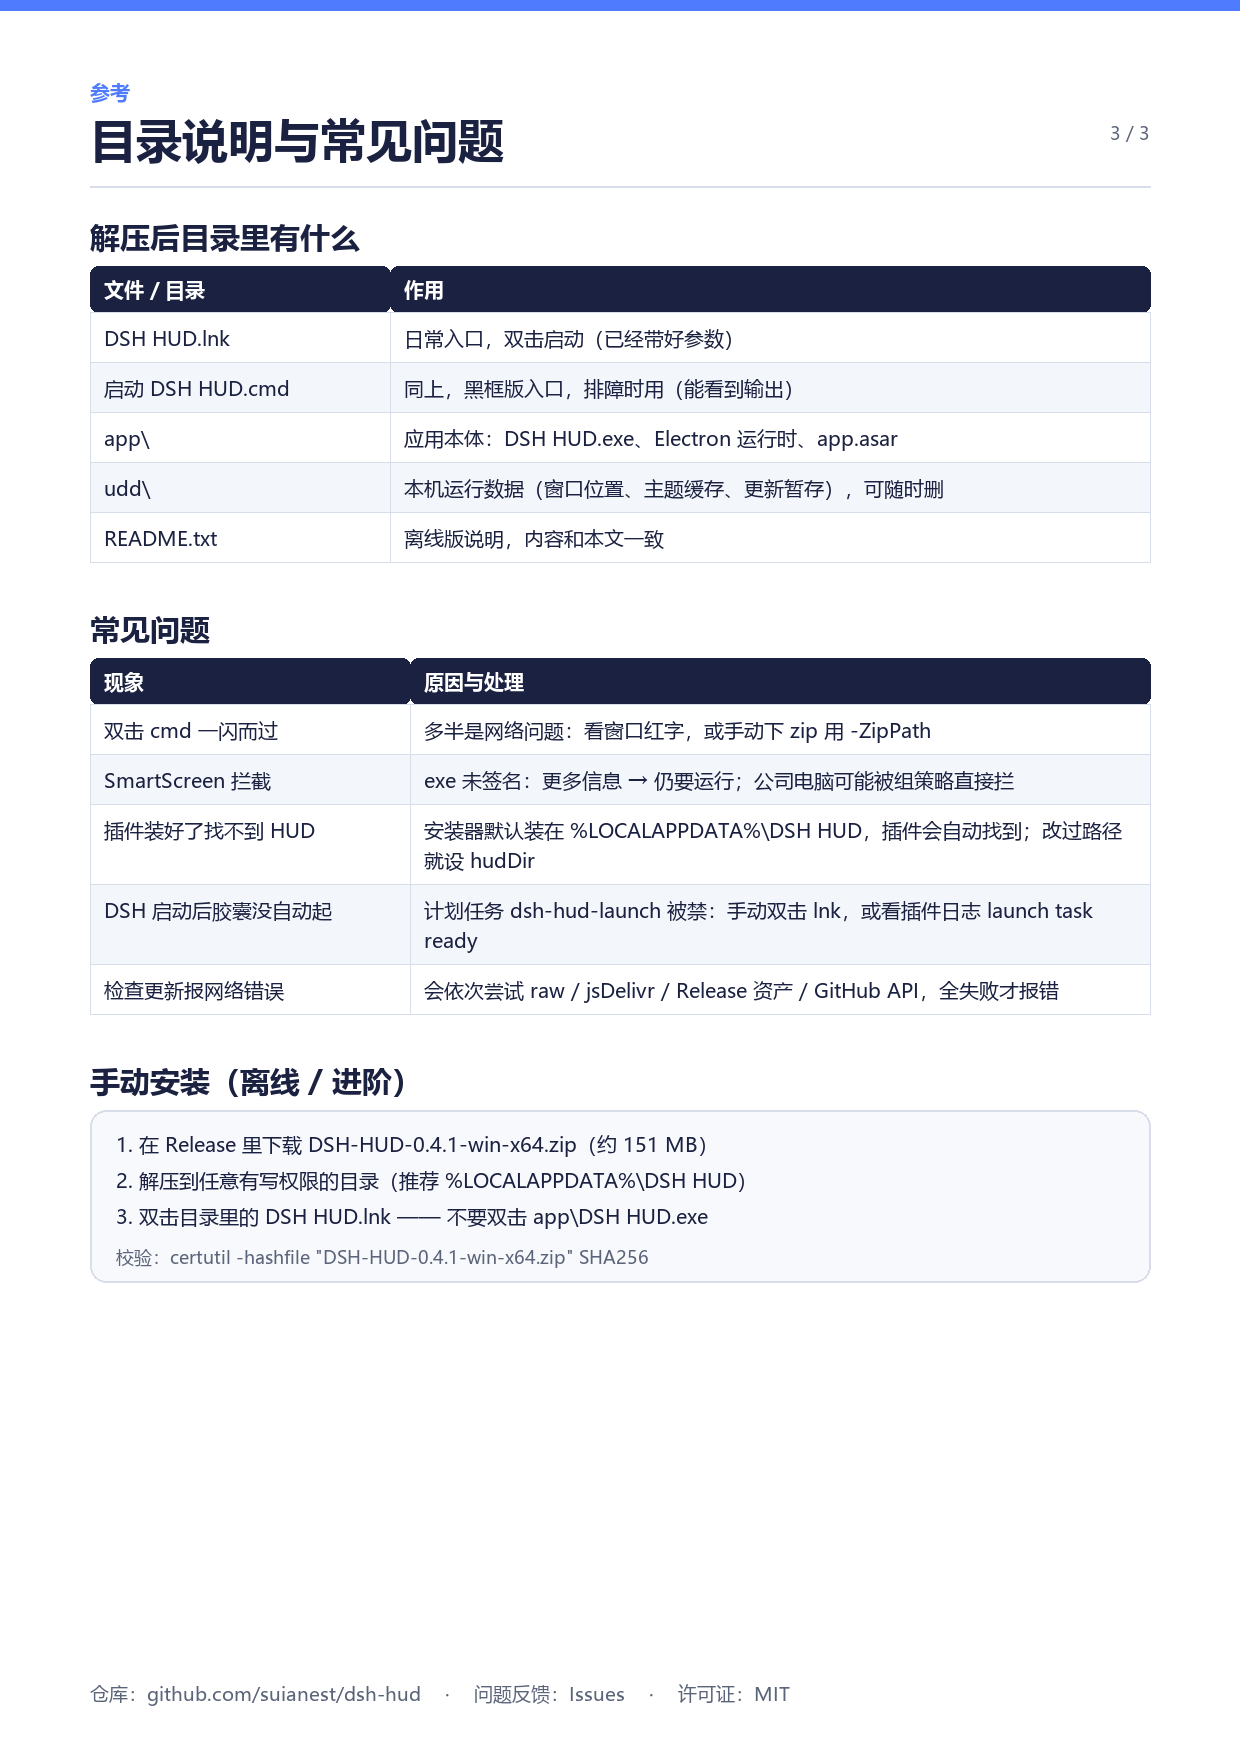 参考
目录说明与常见问题
3 / 3
解压后目录里有什么
文件 / 目录 作用
DSH HUD.lnk 日常入口，双击启动（已经带好参数）
启动 DSH HUD.cmd 同上，黑框版入口，排障时用（能看到输出）
app\ 应用本体：DSH HUD.exe、Electron 运行时、app.asar
udd\ 本机运行数据（窗口位置、主题缓存、更新暂存），可随时删
README.txt 离线版说明，内容和本文一致
常见问题
现象 原因与处理
双击 cmd 一闪而过 多半是网络问题：看窗口红字，或手动下 zip 用 -ZipPath
SmartScreen 拦截 exe 未签名：更多信息 → 仍要运行；公司电脑可能被组策略直接拦
插件装好了找不到 HUD 安装器默认装在 %LOCALAPPDATA%\DSH HUD，插件会自动找到；改过路径
就设 hudDir
DSH 启动后胶囊没自动起 计划任务 dsh-hud-launch 被禁：手动双击 lnk，或看插件日志 launch task
ready
检查更新报网络错误 会依次尝试 raw / jsDelivr / Release 资产 / GitHub API，全失败才报错
手动安装（离线 / 进阶）
1. 在 Release 里下载 DSH-HUD-0.4.1-win-x64.zip（约 151 MB）
2. 解压到任意有写权限的目录（推荐 %LOCALAPPDATA%\DSH HUD）
3. 双击目录里的 DSH HUD.lnk —— 不要双击 app\DSH HUD.exe
校验：certutil -hashfile "DSH-HUD-0.4.1-win-x64.zip" SHA256
仓库：github.com/suianest/dsh-hud · 问题反馈：Issues · 许可证：MIT